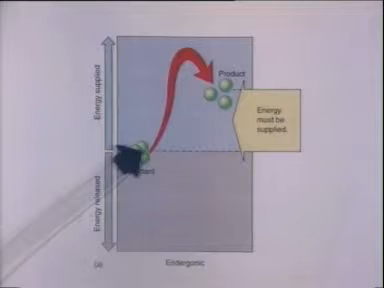 Energy supplied
Product
Energy
must be
supplied.
Energy released
(a)
Endergonic